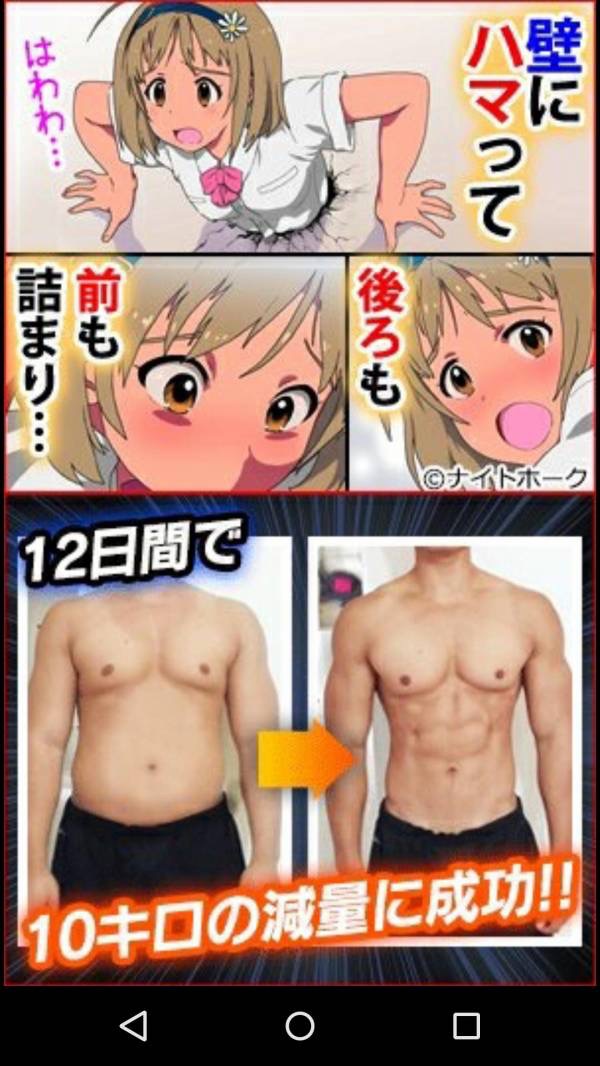 壁に
ハマって
はわわ…
後ろも
前も
詰まり…
©ナイトホーク
12日間で
10キロの減量に成功!!